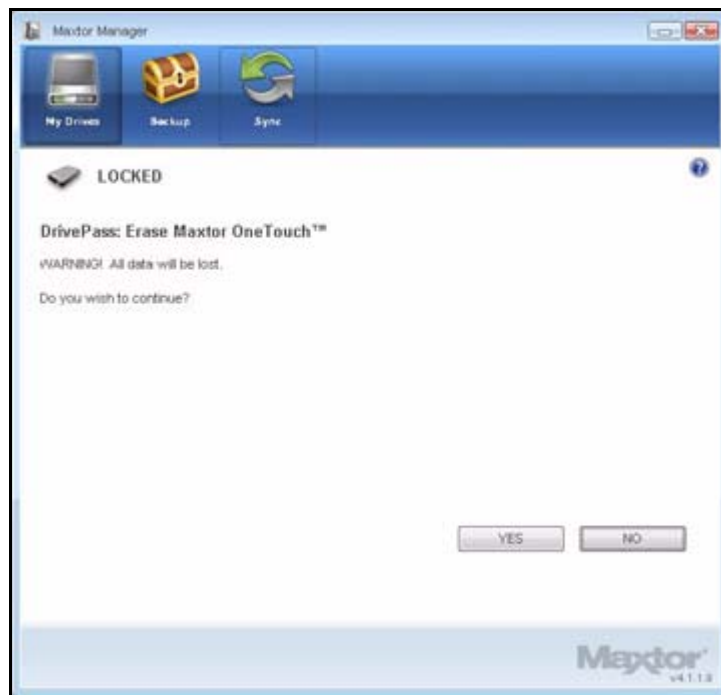 Maxtor Manager
My Drives
Backup
Sync
LOCKED
DrivePass: Erase Maxtor OneTouch™
WARNING! All data will be lost.
Do you wish to continue?
YES
NO
Maxtor